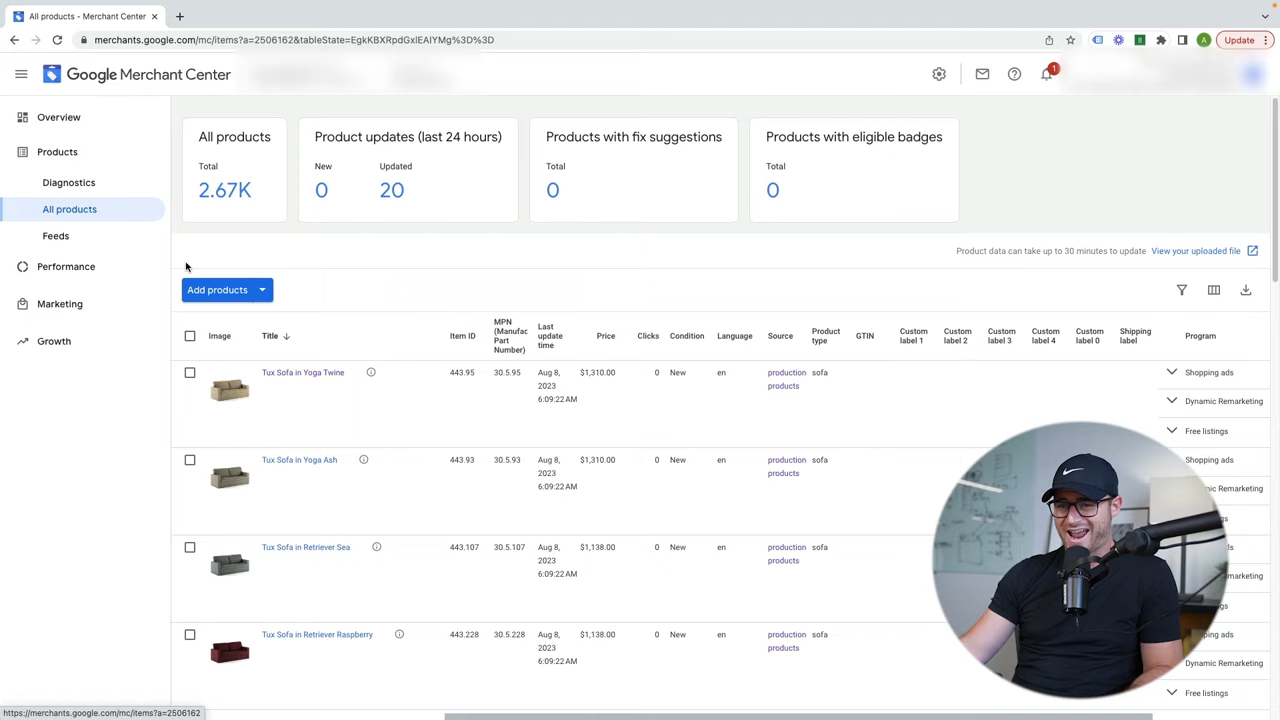 All products - Merchant Center
merchants.google.com/mc/items?a=2506162&tableState=EgkKBXRpdGxlEAIYMg%3D%3D
A
Update
Google Merchant Center
1
Overview
Products
Diagnostics
All products
Feeds
Performance
Marketing
Growth
All products
Total
2.67K
Product updates (last 24 hours)
New Updated
0 20
Products with fix suggestions
Total
0
Products with eligible badges
Total
0
Product data can take up to 30 minutes to update View your uploaded file
Add products
Image Title Item ID MPN (Manufac Part Number) Last update time Price Clicks Condition Language Source Product type GTIN Custom label 1 Custom label 2 Custom label 3 Custom label 4 Custom label 0 Shipping label Program
Tux Sofa in Yoga Twine 443.95 30.5.95 Aug 8, $1,310.00 0 New en production sofa Shopping ads
2023 products
6:09:22 AM Dynamic Remarketing
Free listings
Tux Sofa in Yoga Ash 443.93 30.5.93 Aug 8, $1,310.00 0 New en production sofa Shopping ads
2023 products
6:09:22 AM Remarketing
Tux Sofa in Retriever Sea 443.107 30.5.107 Aug 8, $1,138.00 0 New en production sofa
2023 products
6:09:22 AM
Tux Sofa in Retriever Raspberry 443.228 30.5.228 Aug 8, $1,138.00 0 New en production sofa ads
2023 products
6:09:22 AM Dynamic Remarketing
Free listings
https://merchants.google.com/mc/items?a=2506162